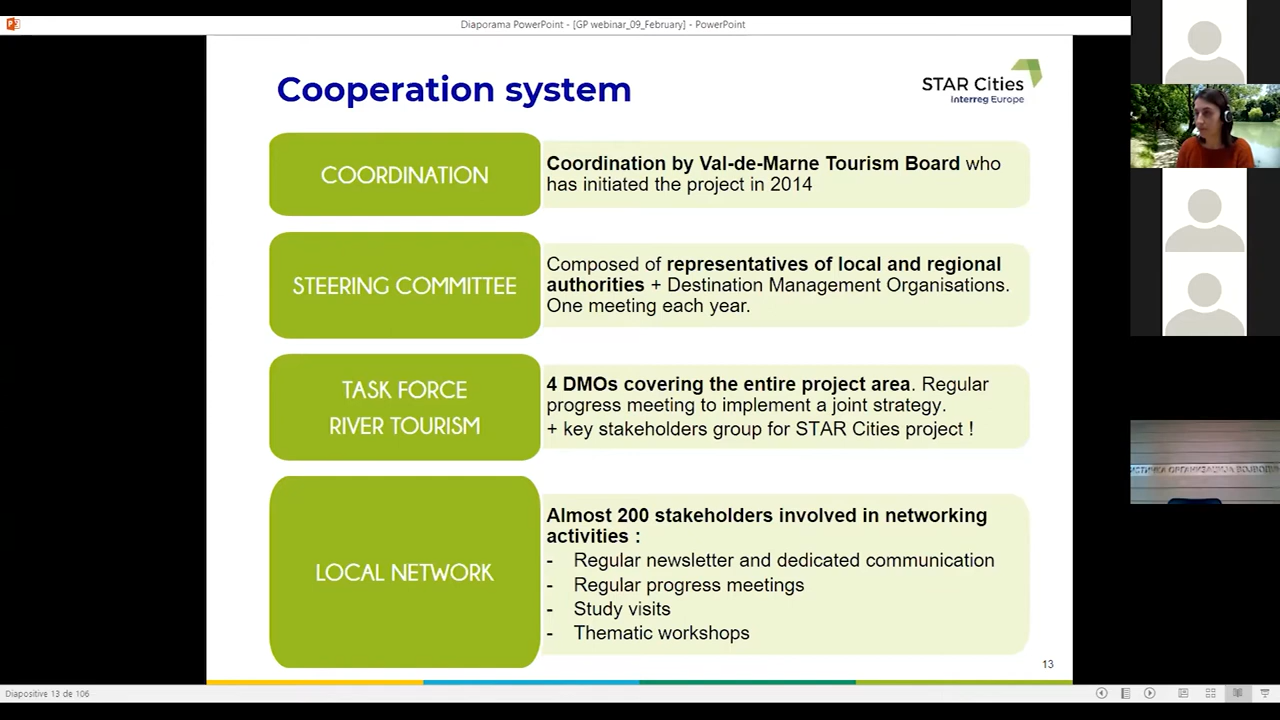 Diaporama PowerPoint - [GP webinar_09_February] - PowerPoint
Cooperation system
STAR Cities
Interreg Europe
COORDINATION
Coordination by Val-de-Marne Tourism Board who
has initiated the project in 2014
STEERING COMMITTEE
Composed of representatives of local and regional
authorities + Destination Management Organisations.
One meeting each year.
TASK FORCE
RIVER TOURISM
4 DMOs covering the entire project area. Regular
progress meeting to implement a joint strategy.
+ key stakeholders group for STAR Cities project !
LOCAL NETWORK
Almost 200 stakeholders involved in networking
activities :
- Regular newsletter and dedicated communication
- Regular progress meetings
- Study visits
- Thematic workshops
13
Diapositive 13 de 106